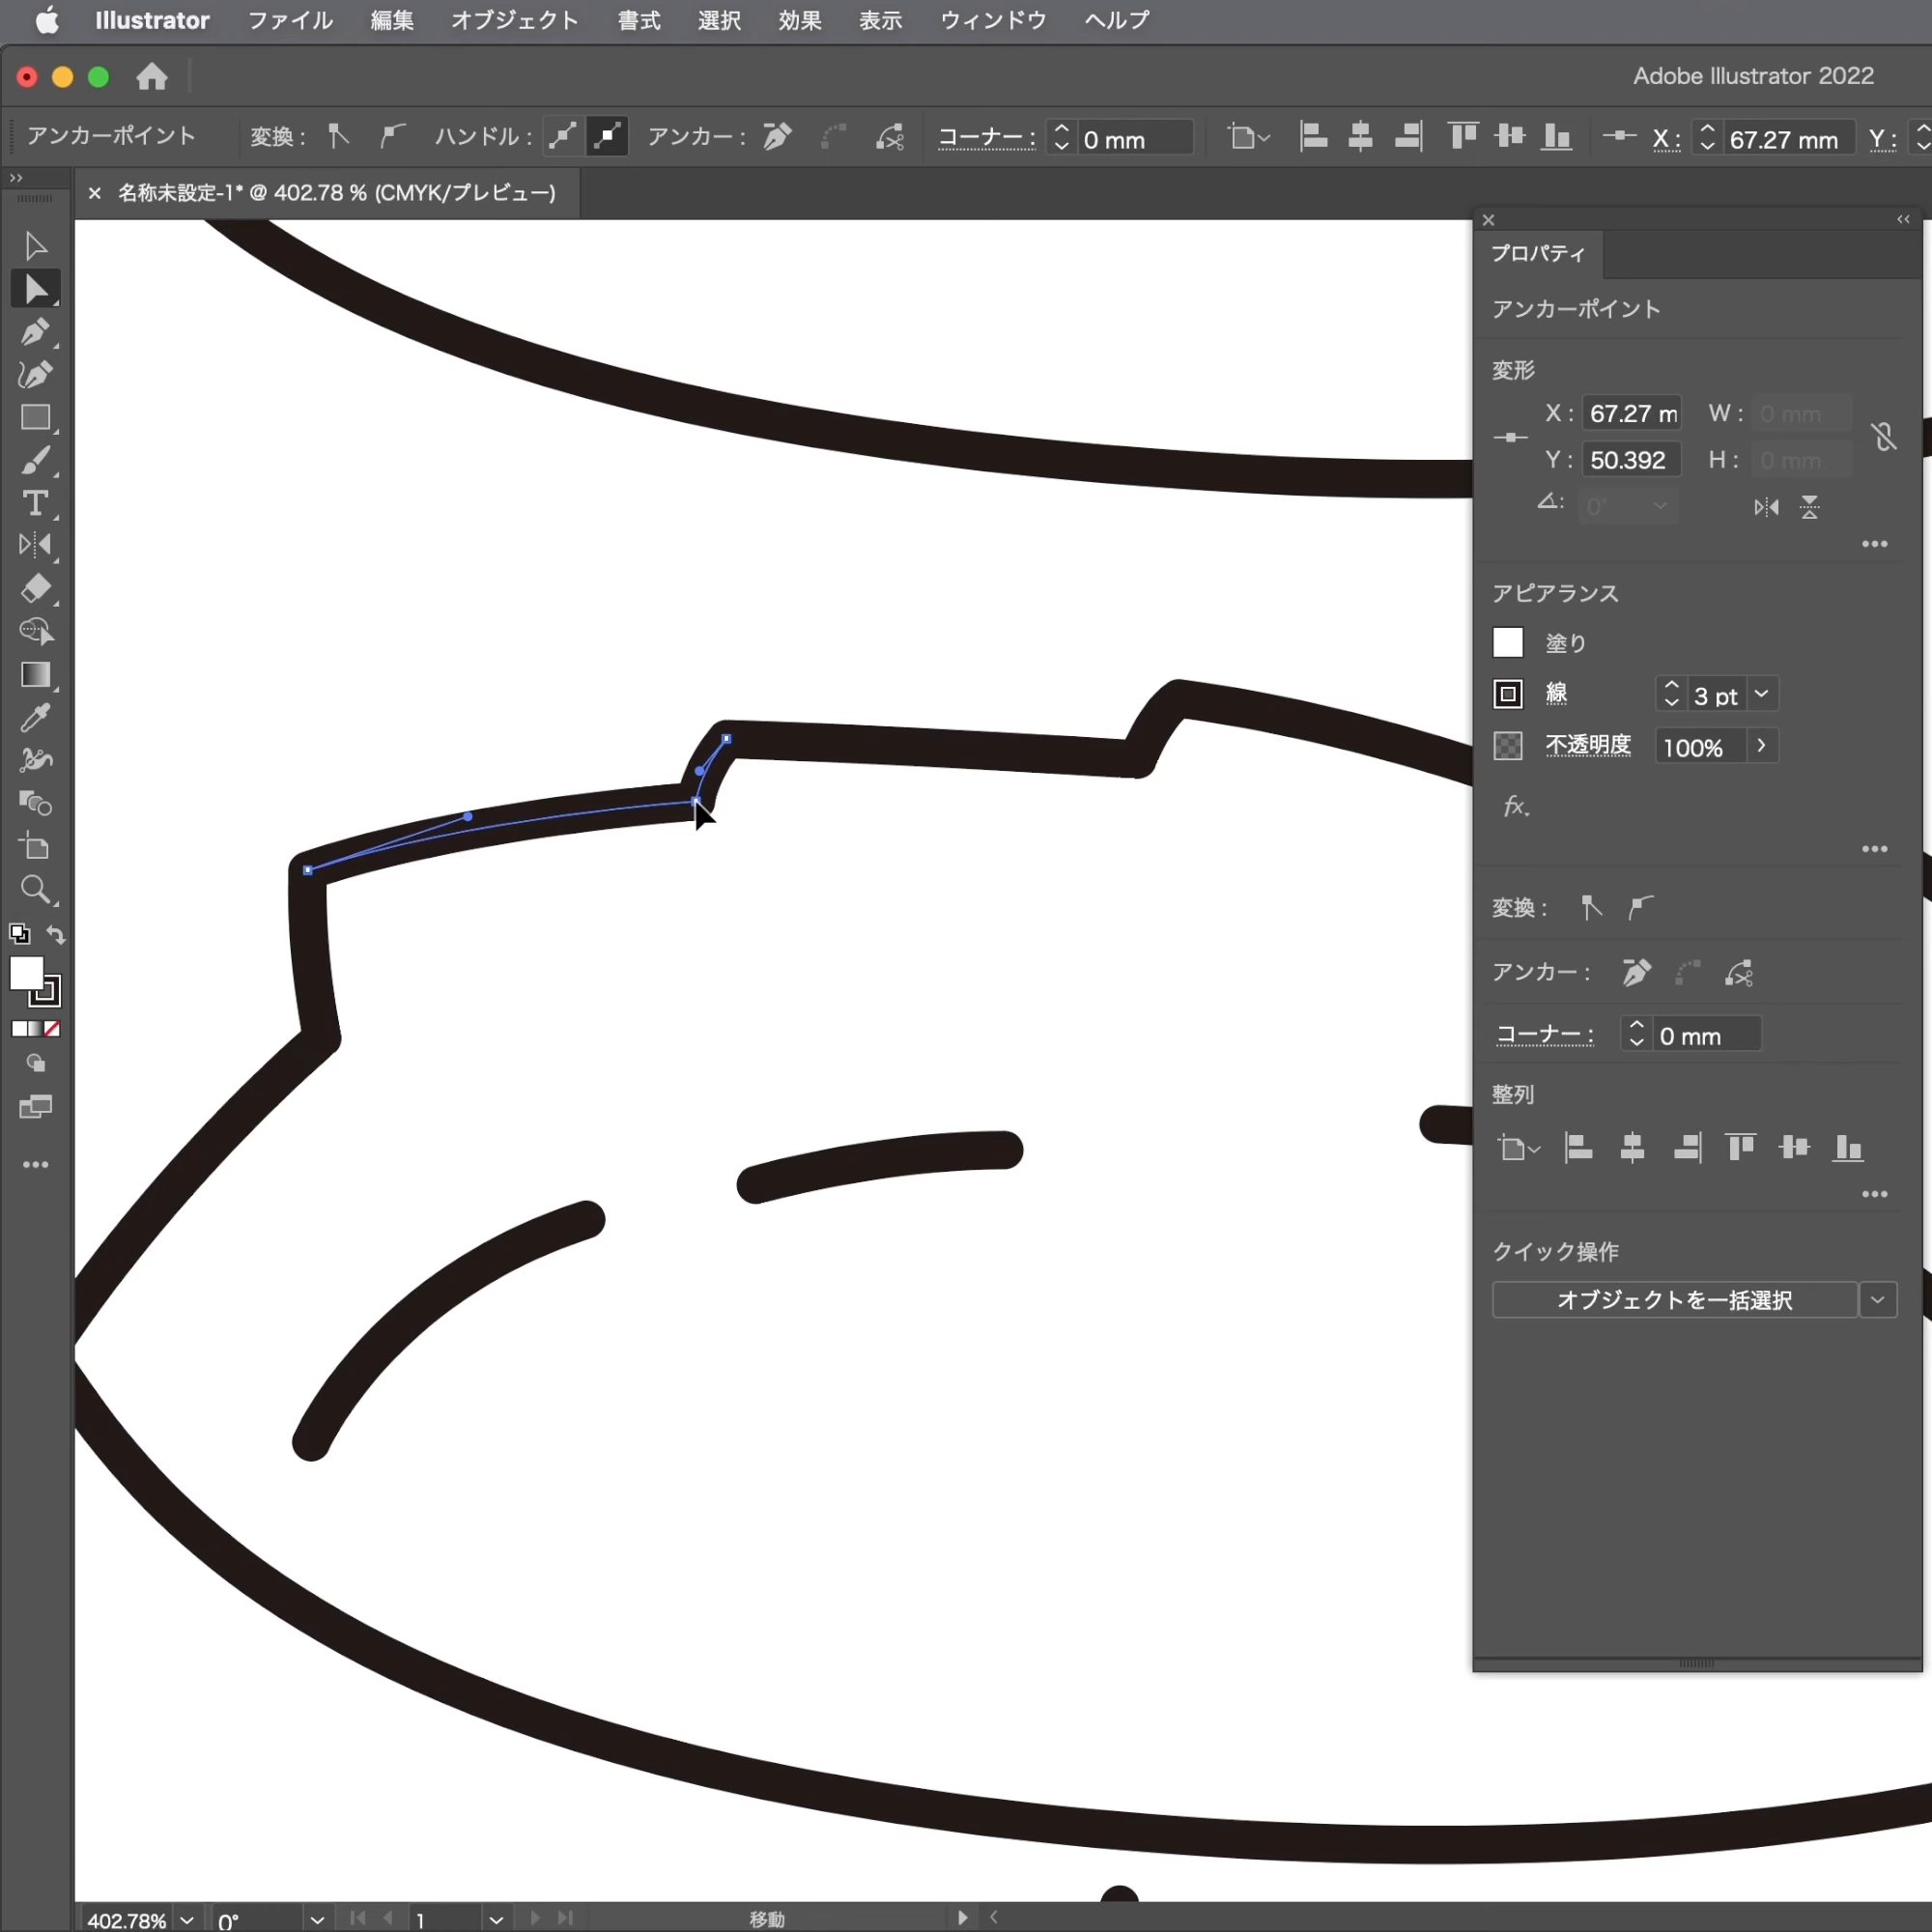 Illustrator ファイル 編集 オブジェクト 書式 選択 効果 表示 ウィンドウ ヘルプ
Adobe Illustrator 2022
アンカーポイント 変換： ハンドル： アンカー： コーナー： 0 mm X: 67.27 mm Y:
× 名称未設定-1* @ 402.78 % (CMYK/プレビュー)
プロパティ
アンカーポイント
変形
X: 67.27 m W: 0 mm
Y: 50.392 H: 0 mm
0°
アピアランス
塗り
線 3 pt
不透明度 100%
fx.
変換：
アンカー：
コーナー： 0 mm
整列
クイック操作
オブジェクトを一括選択
402.78% 0° 1 移動